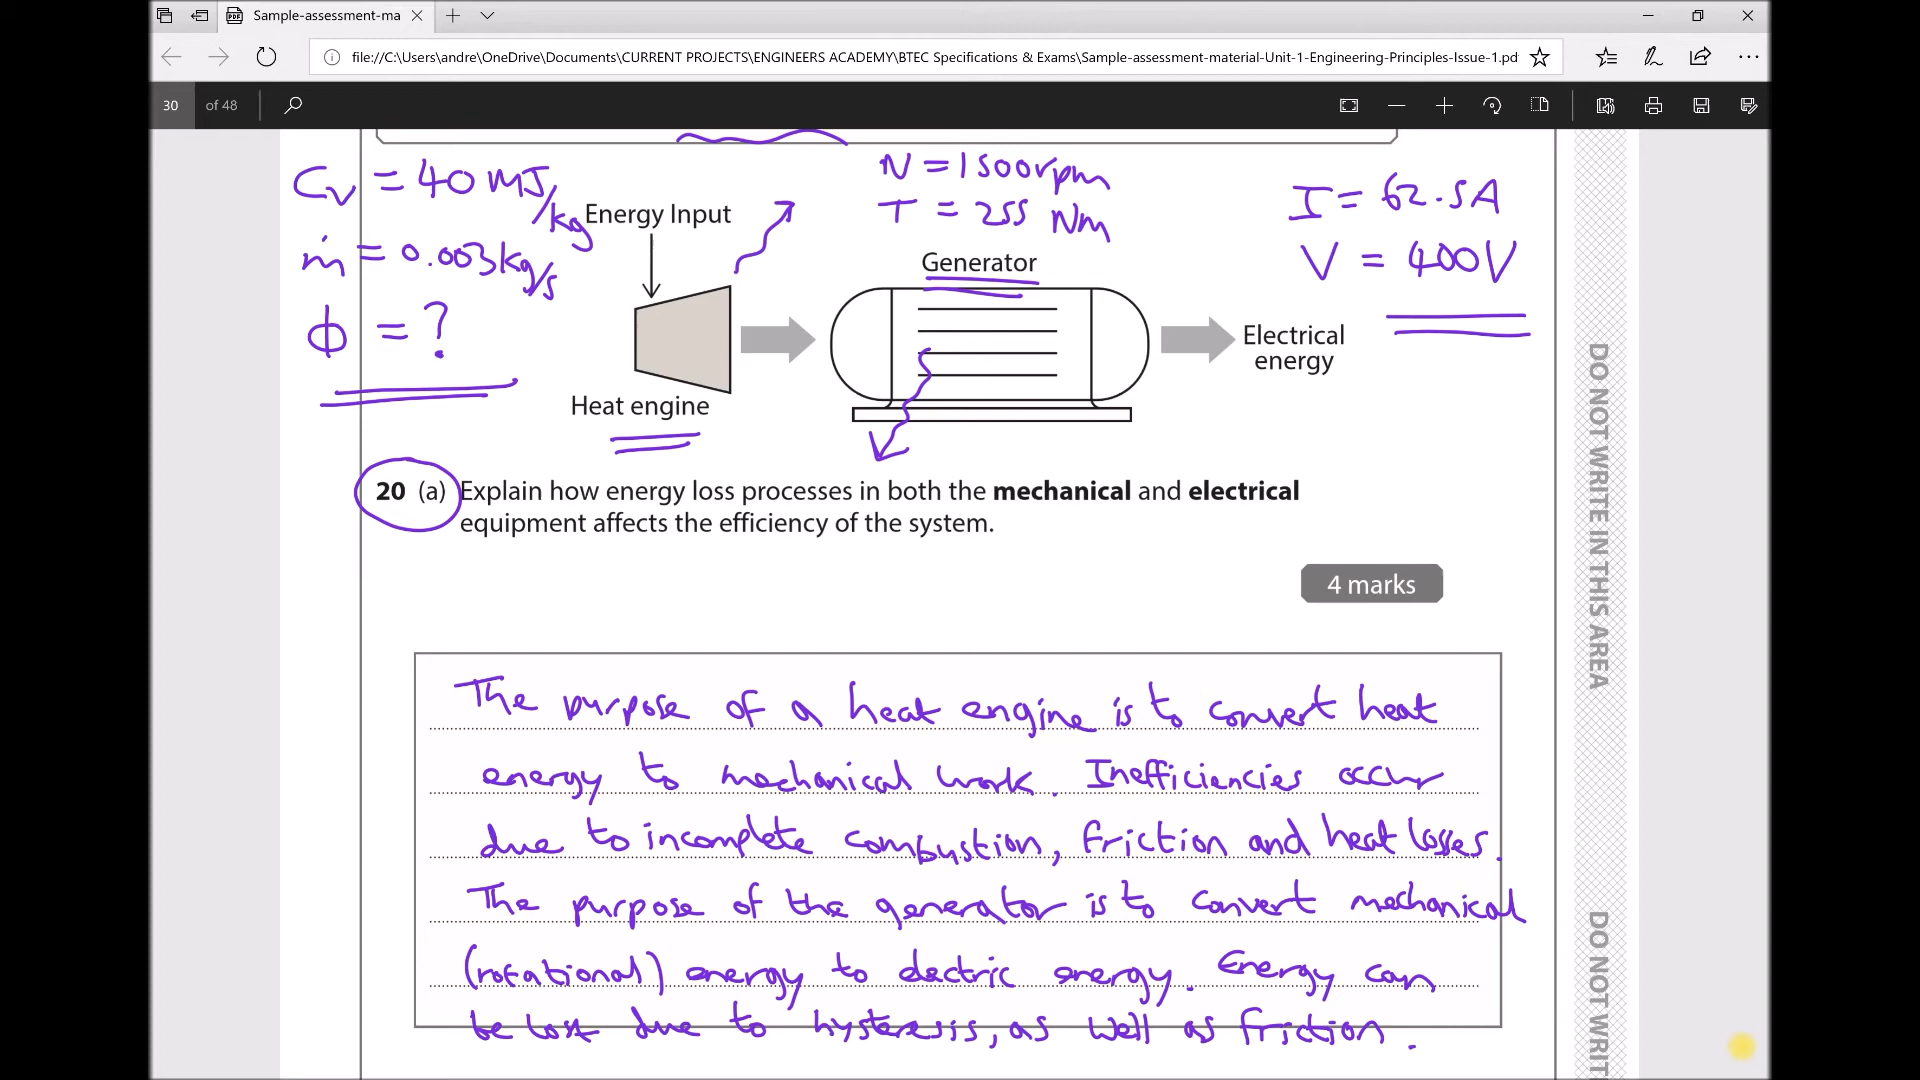 Sample-assessment-ma
file://C:\Users\andre\OneDrive\Documents\CURRENT PROJECTS\ENGINEERS ACADEMY\BTEC Specifications & Exams\Sample-assessment-material-Unit-1-Engineering-Principles-Issue-1.pd
30 of 48
Cv = 40 MJ/kg
ṁ = 0.003kg/s
ϕ = ?
N = 1500rpm
T = 255 Nm
I = 62.5A
V = 400V
Energy Input
Generator
Electrical
energy
Heat engine
20 (a) Explain how energy loss processes in both the mechanical and electrical
equipment affects the efficiency of the system.
4 marks
The purpose of a heat engine is to convert heat
energy to mechanical work. Inefficiencies occur
due to incomplete combustion, friction and heat losses.
The purpose of the generator is to convert mechanical
(rotational) energy to electric energy. Energy can
be lost due to hysteresis, as well as friction.
DO NOT WRITE IN THIS AREA
DO NOT WRIT